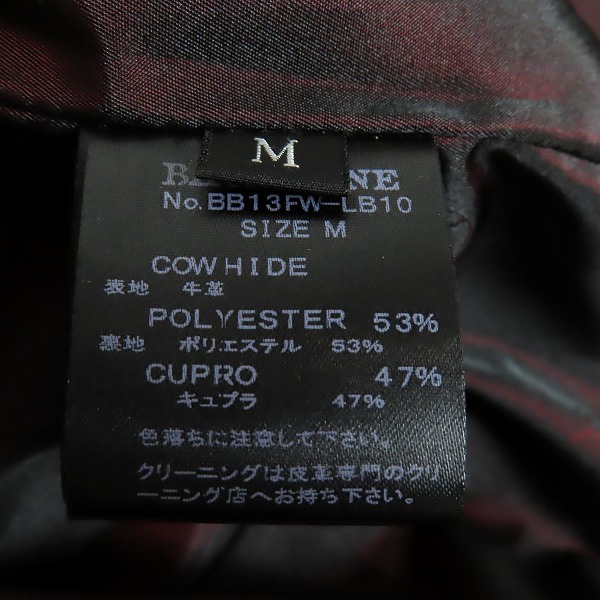 M
No.BB13FW-LB10
SIZE M
COWHIDE
表地 牛革
POLYESTER 53%
裏地 ポリエステル 53%
CUPRO 47%
キュプラ 47%
色落ちに注意して下さい。
クリーニングは皮革専門のクリ
ーニング店へお持ち下さい。